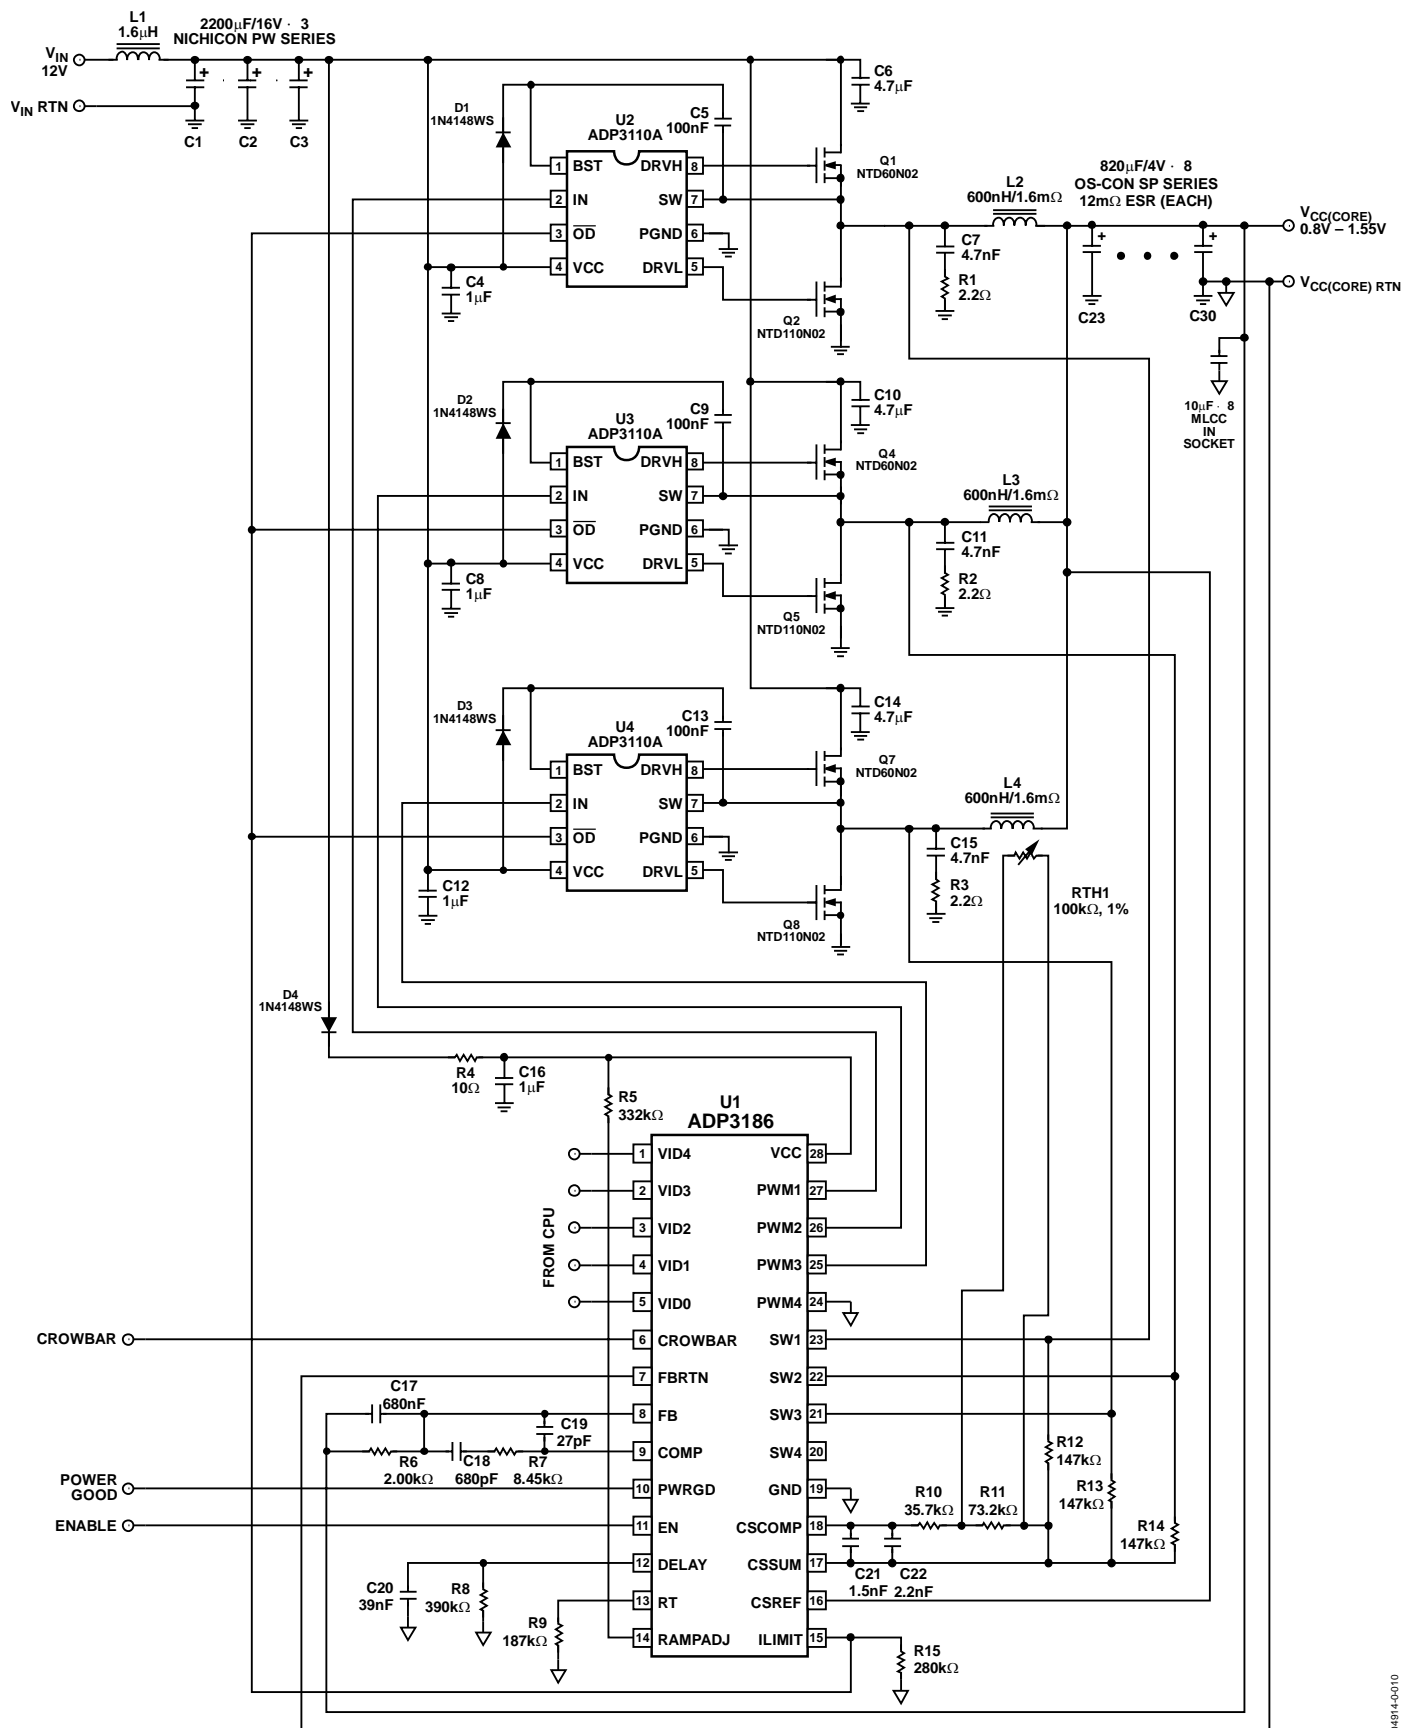 L1
1.6μH
2200μF/16V · 3
NICHICON PW SERIES
VIN
12V
VIN RTN
C1
C2
C3
C6
4.7μF
D1
1N4148WS
U2
ADP3110A
C5
100nF
1 BST
2 IN
3 OD
4 VCC
DRVH 8
SW 7
PGND 6
DRVL 5
Q1
NTD60N02
C4
1μF
Q2
NTD110N02
L2
600nH/1.6mΩ
C7
4.7nF
R1
2.2Ω
820μF/4V · 8
OS-CON SP SERIES
12mΩ ESR (EACH)
C23
C30
VCC(CORE)
0.8V – 1.55V
VCC(CORE) RTN
10μF · 8
MLCC
IN
SOCKET
D2
1N4148WS
U3
ADP3110A
C9
100nF
C10
4.7μF
1 BST
2 IN
3 OD
4 VCC
DRVH 8
SW 7
PGND 6
DRVL 5
Q4
NTD60N02
C8
1μF
Q5
NTD110N02
L3
600nH/1.6mΩ
C11
4.7nF
R2
2.2Ω
D3
1N4148WS
U4
ADP3110A
C13
100nF
C14
4.7μF
1 BST
2 IN
3 OD
4 VCC
DRVH 8
SW 7
PGND 6
DRVL 5
Q7
NTD60N02
C12
1μF
Q8
NTD110N02
L4
600nH/1.6mΩ
C15
4.7nF
R3
2.2Ω
RTH1
100kΩ, 1%
D4
1N4148WS
R4
10Ω
C16
1μF
R5
332kΩ
U1
ADP3186
FROM CPU
1 VID4
2 VID3
3 VID2
4 VID1
5 VID0
6 CROWBAR
7 FBRTN
8 FB
9 COMP
10 PWRGD
11 EN
12 DELAY
13 RT
14 RAMPADJ
VCC 28
PWM1 27
PWM2 26
PWM3 25
PWM4 24
SW1 23
SW2 22
SW3 21
SW4 20
GND 19
CSCOMP 18
CSSUM 17
CSREF 16
ILIMIT 15
CROWBAR
C17
680nF
C19
27pF
R6
2.00kΩ
C18
680pF
R7
8.45kΩ
POWER
GOOD
ENABLE
C20
39nF
R8
390kΩ
R9
187kΩ
R10
35.7kΩ
R11
73.2kΩ
R12
147kΩ
R13
147kΩ
R14
147kΩ
C21
1.5nF
C22
2.2nF
R15
280kΩ
04914-0-010